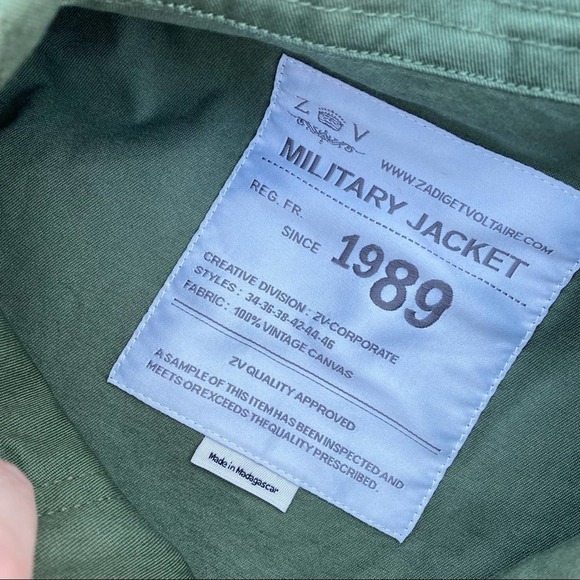 Z V
WWW.ZADIGETVOLTAIRE.COM
MILITARY JACKET
REG. FR.
SINCE 1989
CREATIVE DIVISION : ZV-CORPORATE
STYLES : 34-36-38-42-44-46
FABRIC : 100% VINTAGE CANVAS
ZV QUALITY APPROVED
A SAMPLE OF THIS ITEM HAS BEEN INSPECTED AND
MEETS OR EXCEEDS THEQUALITY PRESCRIBED.
Made in Madagascar